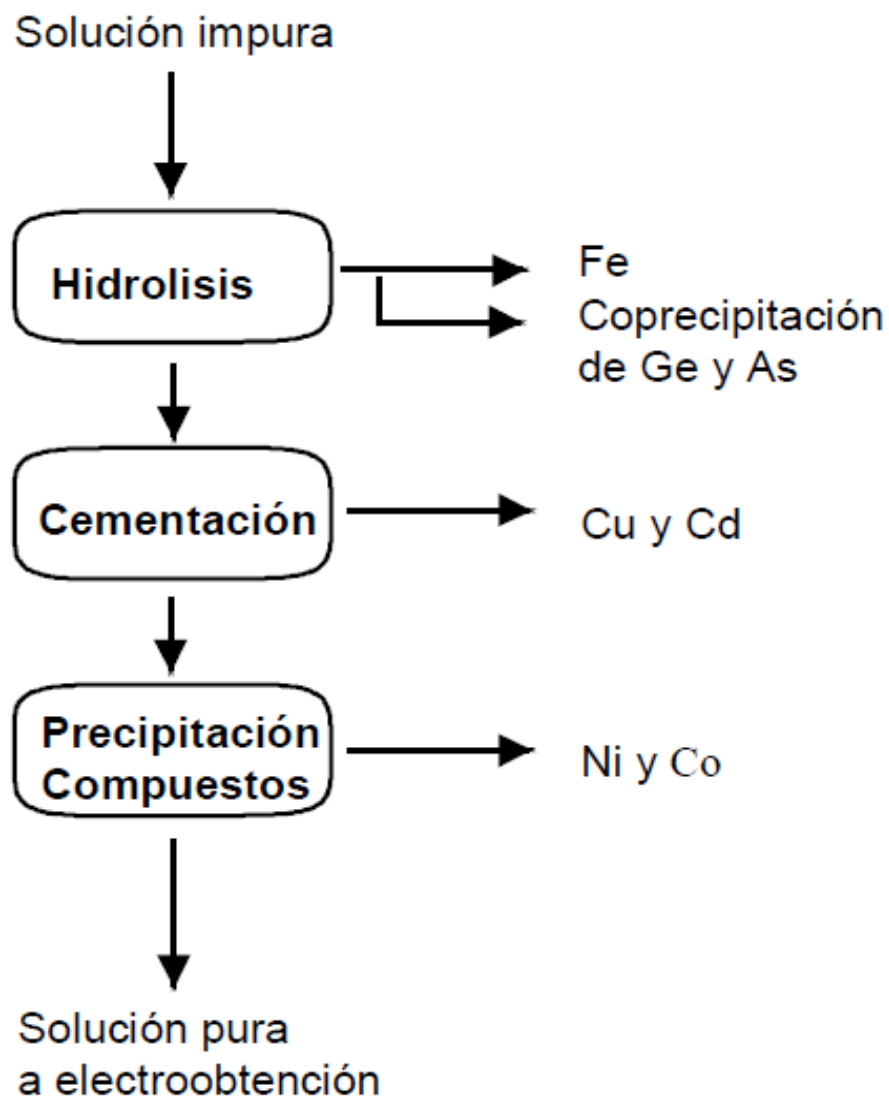 Solución impura
Hidrolisis
Fe
Coprecipitación
de Ge y As
Cementación
Cu y Cd
Precipitación
Compuestos
Ni y Co
Solución pura
a electroobtención